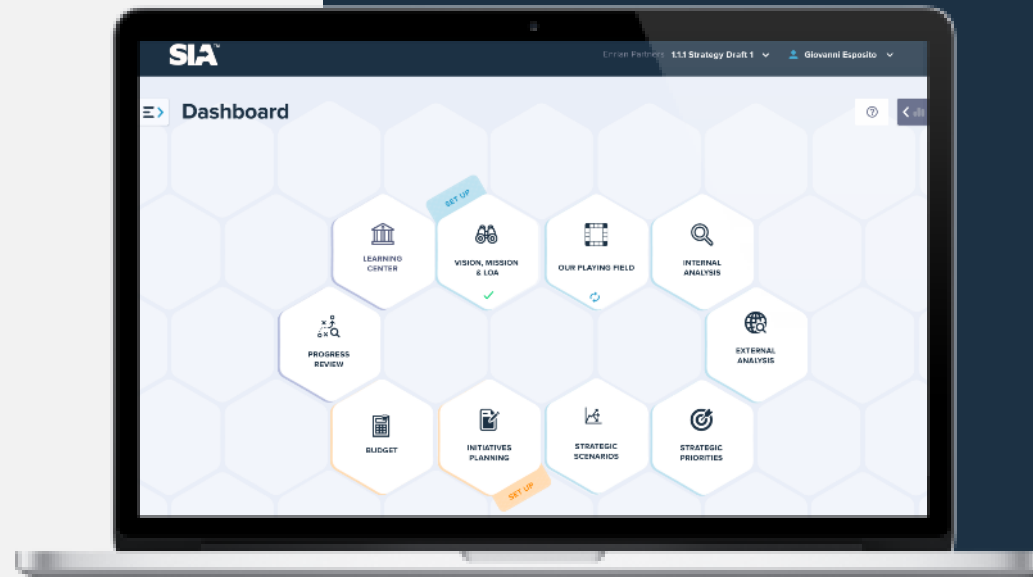 SIA™
1.1.1 Strategy Draft 1
Giovanni Esposito
Dashboard
SET UP
LEARNING
CENTER
VISION, MISSION
& LOA
OUR PLAYING FIELD
INTERNAL
ANALYSIS
PROGRESS
REVIEW
EXTERNAL
ANALYSIS
BUDGET
INITIATIVES
PLANNING
STRATEGIC
SCENARIOS
STRATEGIC
PRIORITIES
SET UP